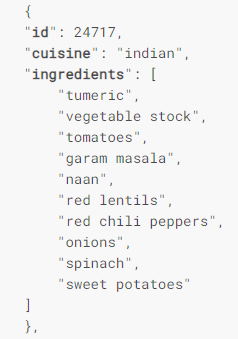 {
"id": 24717,
"cuisine": "indian",
"ingredients": [
"tumeric",
"vegetable stock",
"tomatoes",
"garam masala",
"naan",
"red lentils",
"red chili peppers",
"onions",
"spinach",
"sweet potatoes"
]
},